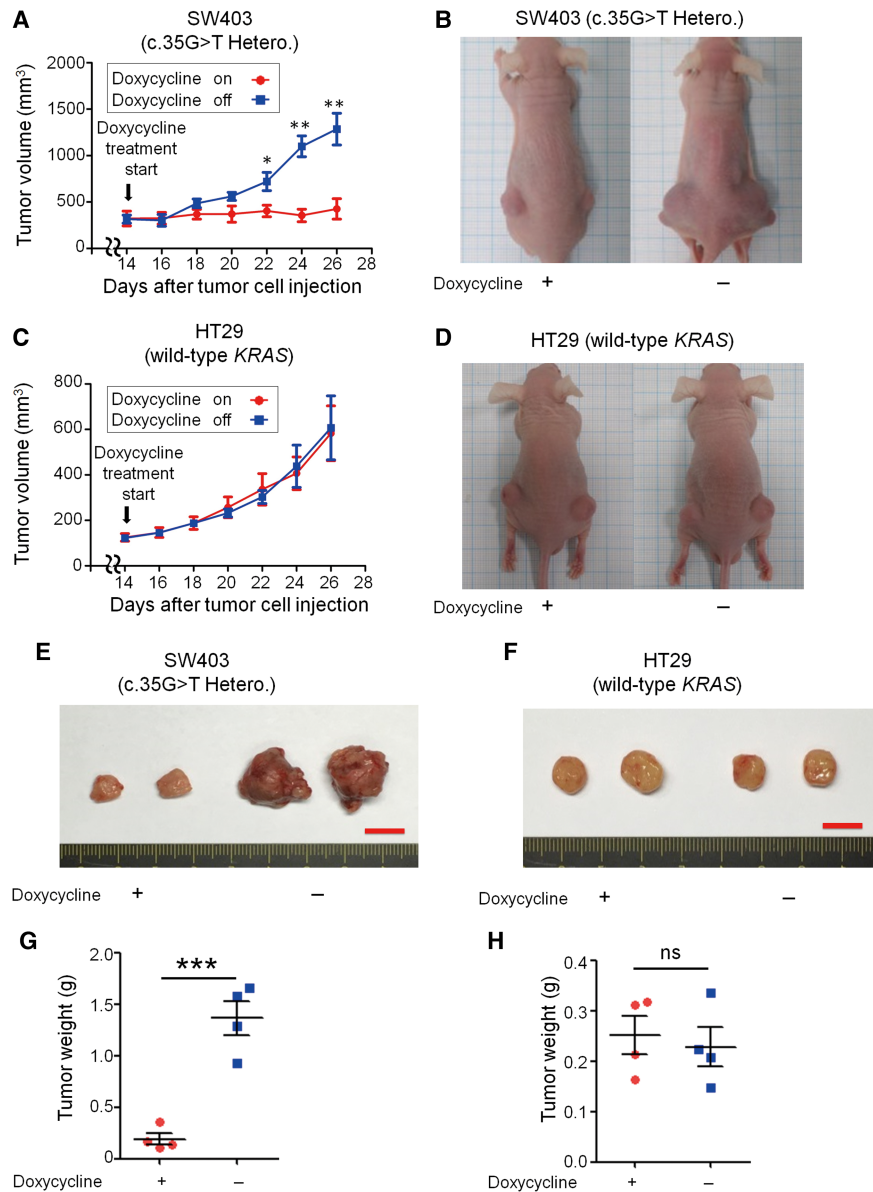 A
SW403
(c.35G>T Hetero.)
Tumor volume (mm3)
2000
1500
1000
500
0
Doxycycline on
Doxycycline off
Doxycycline
treatment
start
*
**
**
14 16 18 20 22 24 26 28
Days after tumor cell injection
B
SW403 (c.35G>T Hetero.)
Doxycycline + −
C
HT29
(wild-type KRAS)
Tumor volume (mm3)
800
600
400
200
0
Doxycycline on
Doxycycline off
Doxycycline
treatment
start
14 16 18 20 22 24 26 28
Days after tumor cell injection
D
HT29 (wild-type KRAS)
Doxycycline + −
E
SW403
(c.35G>T Hetero.)
Doxycycline + −
F
HT29
(wild-type KRAS)
Doxycycline + −
G
Tumor weight (g)
2.0
1.5
1.0
0.5
0
***
Doxycycline + −
H
Tumor weight (g)
0.4
0.3
0.2
0.1
0.0
ns
Doxycycline + −